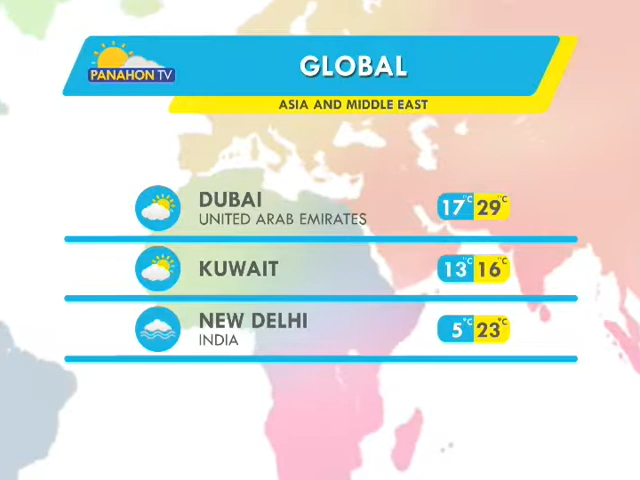 PANAHON TV
GLOBAL
ASIA AND MIDDLE EAST
DUBAI
UNITED ARAB EMIRATES
17°C 29°C
KUWAIT
13°C 16°C
NEW DELHI
INDIA
5°C 23°C